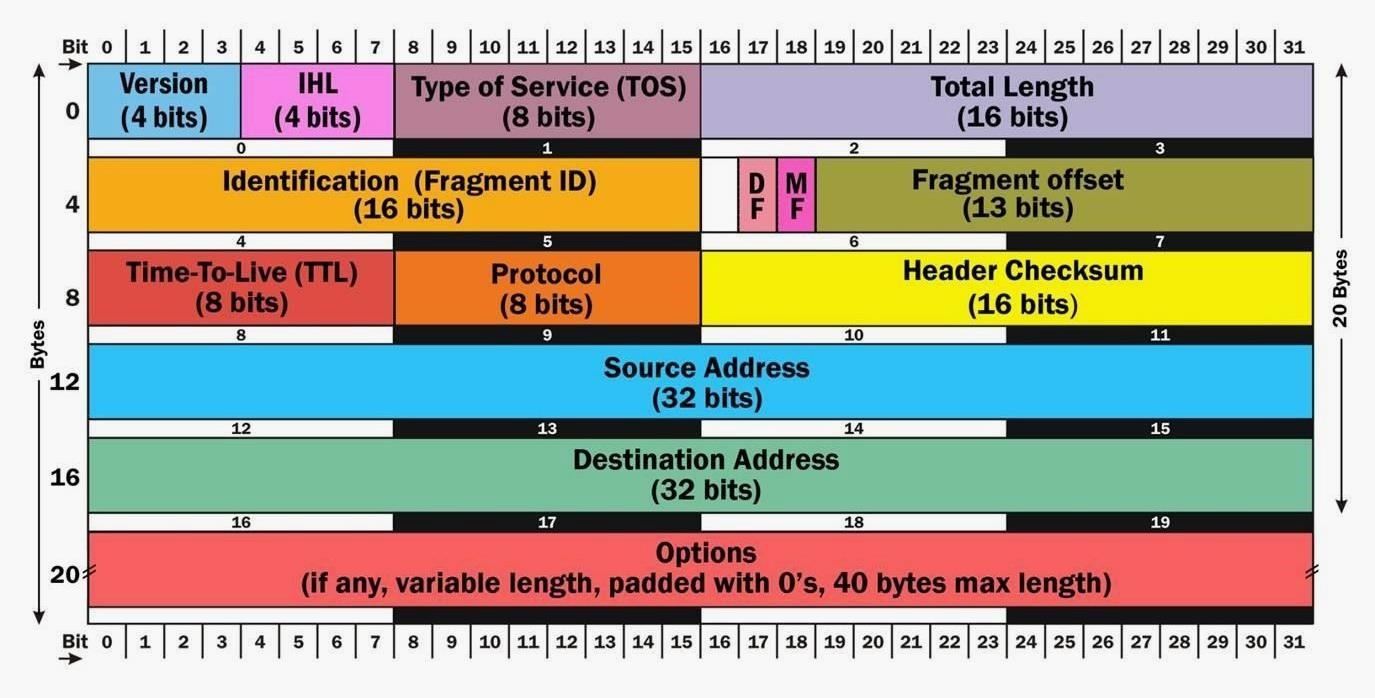 Bit 0 1 2 3 4 5 6 7 8 9 10 11 12 13 14 15 16 17 18 19 20 21 22 23 24 25 26 27 28 29 30 31
Version IHL Type of Service (TOS) Total Length
0 (4 bits) (4 bits) (8 bits) (16 bits)
0 1 2 3
Identification (Fragment ID) D M Fragment offset
4 (16 bits) F F (13 bits)
4 5 6 7
Time-To-Live (TTL) Protocol Header Checksum
8 (8 bits) (8 bits) (16 bits)
8 9 10 11
Bytes
20 Bytes
Source Address
12 (32 bits)
12 13 14 15
Destination Address
16 (32 bits)
16 17 18 19
Options
20 (if any, variable length, padded with 0’s, 40 bytes max length)
Bit 0 1 2 3 4 5 6 7 8 9 10 11 12 13 14 15 16 17 18 19 20 21 22 23 24 25 26 27 28 29 30 31